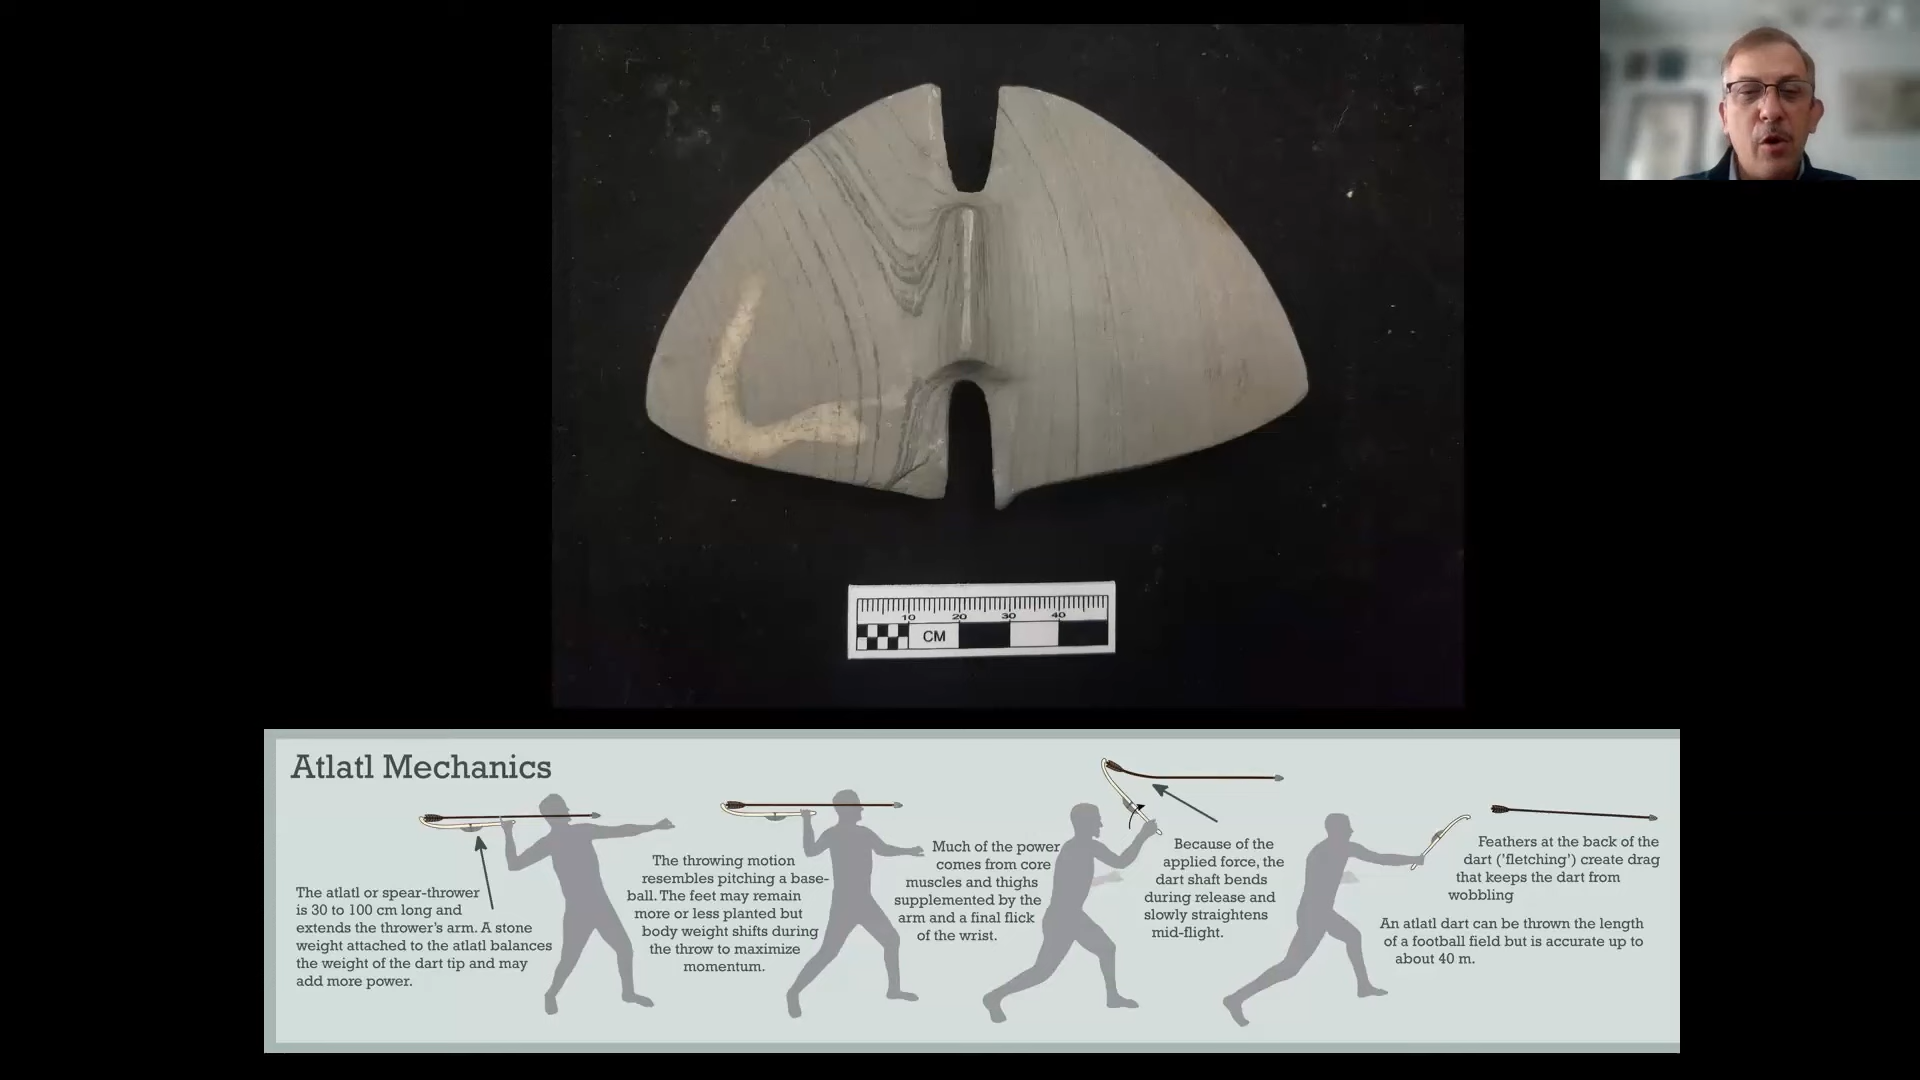 10 20 30 40
CM
Atlatl Mechanics
The atlatl or spear-thrower
is 30 to 100 cm long and
extends the thrower's arm. A stone
weight attached to the atlatl balances
the weight of the dart tip and may
add more power.
The throwing motion
resembles pitching a base-
ball. The feet may remain
more or less planted but
body weight shifts during
the throw to maximize
momentum.
Much of the power
comes from core
muscles and thighs
supplemented by the
arm and a final flick
of the wrist.
Because of the
applied force, the
dart shaft bends
during release and
slowly straightens
mid-flight.
Feathers at the back of the
dart ('fletching') create drag
that keeps the dart from
wobbling
An atlatl dart can be thrown the length
of a football field but is accurate up to
about 40 m.